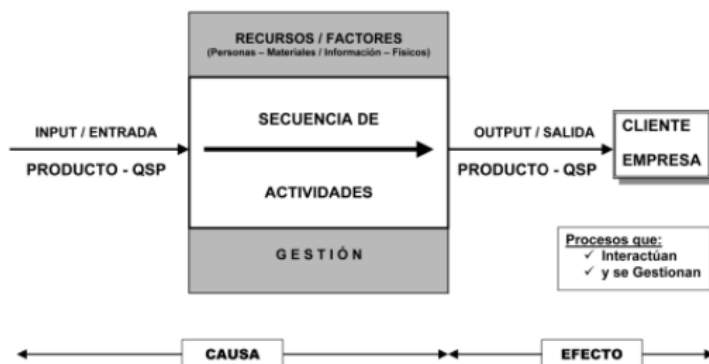 RECURSOS / FACTORES
(Personas – Materiales / Información – Físicos)
INPUT / ENTRADA
PRODUCTO - QSP
SECUENCIA DE
ACTIVIDADES
OUTPUT / SALIDA
PRODUCTO - QSP
CLIENTE
EMPRESA
G E S T I Ó N
Procesos que:
✓ Interactúan
✓ y se Gestionan
CAUSA
EFECTO